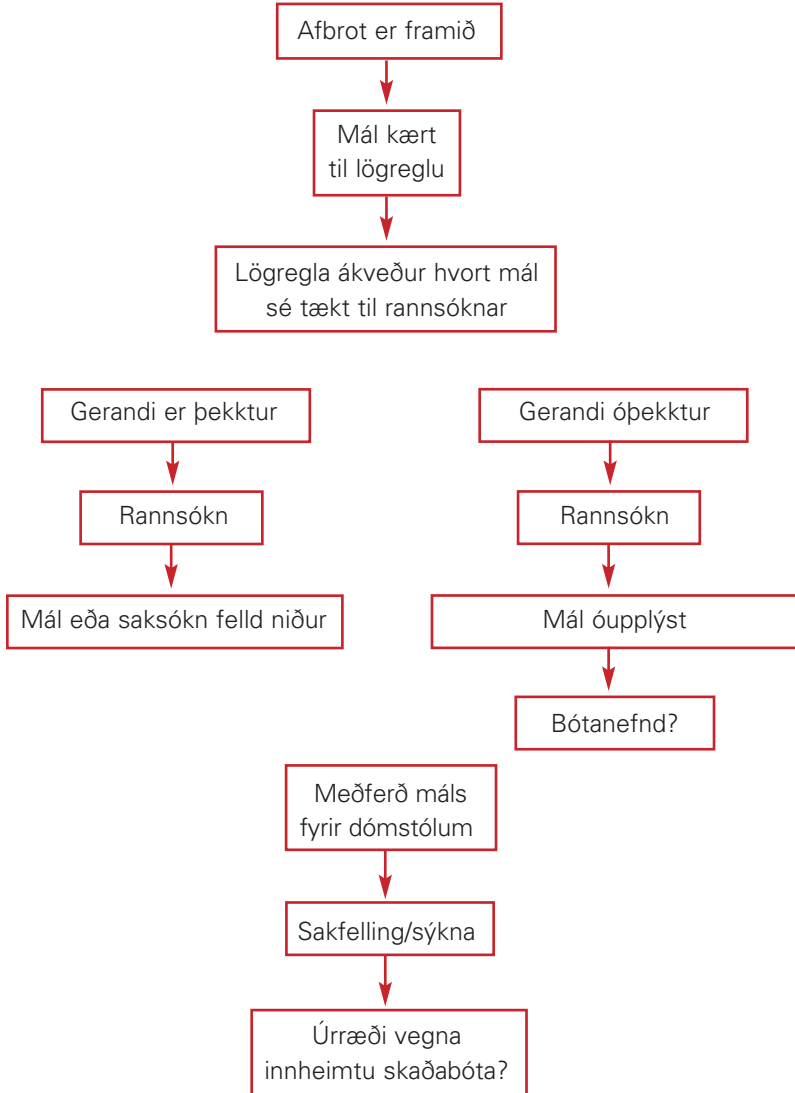 Afbrot er framið
Mál kært
til lögreglu
Lögregla ákveður hvort mál
sé tækt til rannsóknar
Gerandi er þekktur
Rannsókn
Mál eða saksókn felld niður
Gerandi óþekktur
Rannsókn
Mál óupplýst
Bótanefnd?
Meðferð máls
fyrir dómstólum
Sakfelling/sýkna
Úrræði vegna
innheimtu skaðabóta?